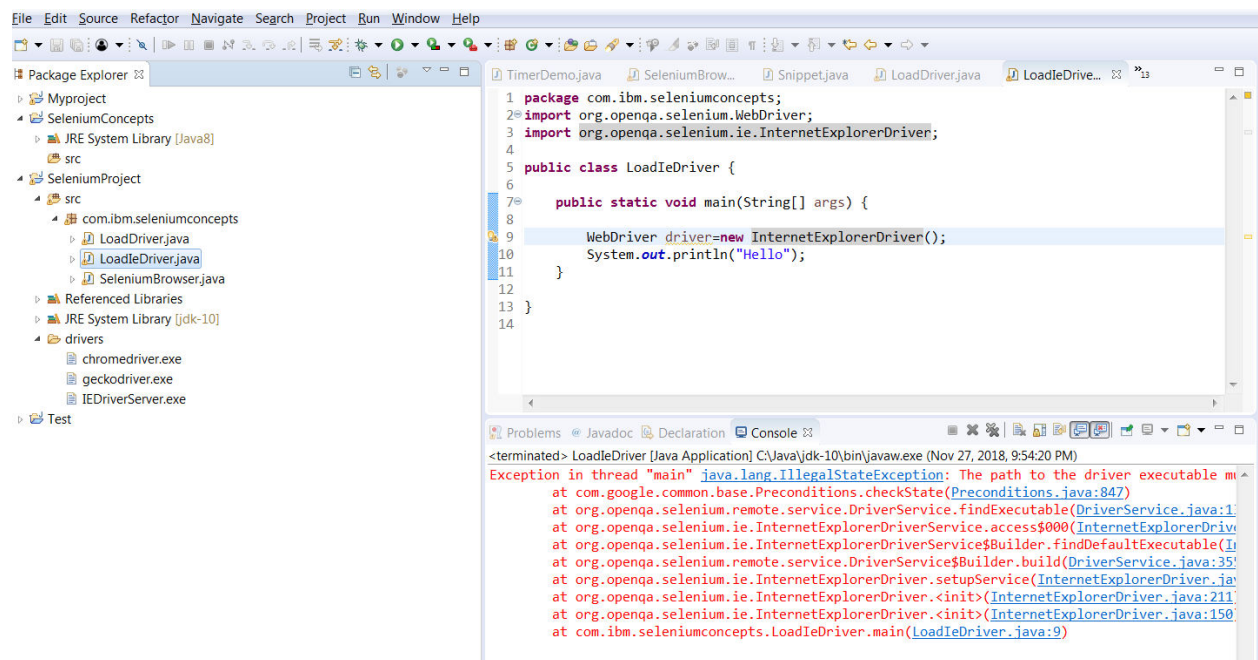 File Edit Source Refactor Navigate Search Project Run Window Help
Package Explorer
Myproject
SeleniumConcepts
JRE System Library [Java8]
src
SeleniumProject
src
com.ibm.seleniumconcepts
LoadDriver.java
LoadIeDriver.java
SeleniumBrowser.java
Referenced Libraries
JRE System Library [jdk-10]
drivers
chromedriver.exe
geckodriver.exe
IEDriverServer.exe
Test
TimerDemo.java SeleniumBrow... Snippet.java LoadDriver.java LoadIeDrive... »13
1 package com.ibm.seleniumconcepts;
2 import org.openqa.selenium.WebDriver;
3 import org.openqa.selenium.ie.InternetExplorerDriver;
4
5 public class LoadIeDriver {
6
7 public static void main(String[] args) {
8
9 WebDriver driver=new InternetExplorerDriver();
10 System.out.println("Hello");
11 }
12
13 }
14
Problems @ Javadoc Declaration Console
<terminated> LoadIeDriver [Java Application] C:\Java\jdk-10\bin\javaw.exe (Nov 27, 2018, 9:54:20 PM)
Exception in thread "main" java.lang.IllegalStateException: The path to the driver executable mu
at com.google.common.base.Preconditions.checkState(Preconditions.java:847)
at org.openqa.selenium.remote.service.DriverService.findExecutable(DriverService.java:1
at org.openqa.selenium.ie.InternetExplorerDriverService.access$000(InternetExplorerDriv
at org.openqa.selenium.ie.InternetExplorerDriverService$Builder.findDefaultExecutable(I
at org.openqa.selenium.remote.service.DriverService$Builder.build(DriverService.java:35
at org.openqa.selenium.ie.InternetExplorerDriver.setupService(InternetExplorerDriver.ja
at org.openqa.selenium.ie.InternetExplorerDriver.<init>(InternetExplorerDriver.java:211
at org.openqa.selenium.ie.InternetExplorerDriver.<init>(InternetExplorerDriver.java:150
at com.ibm.seleniumconcepts.LoadIeDriver.main(LoadIeDriver.java:9)